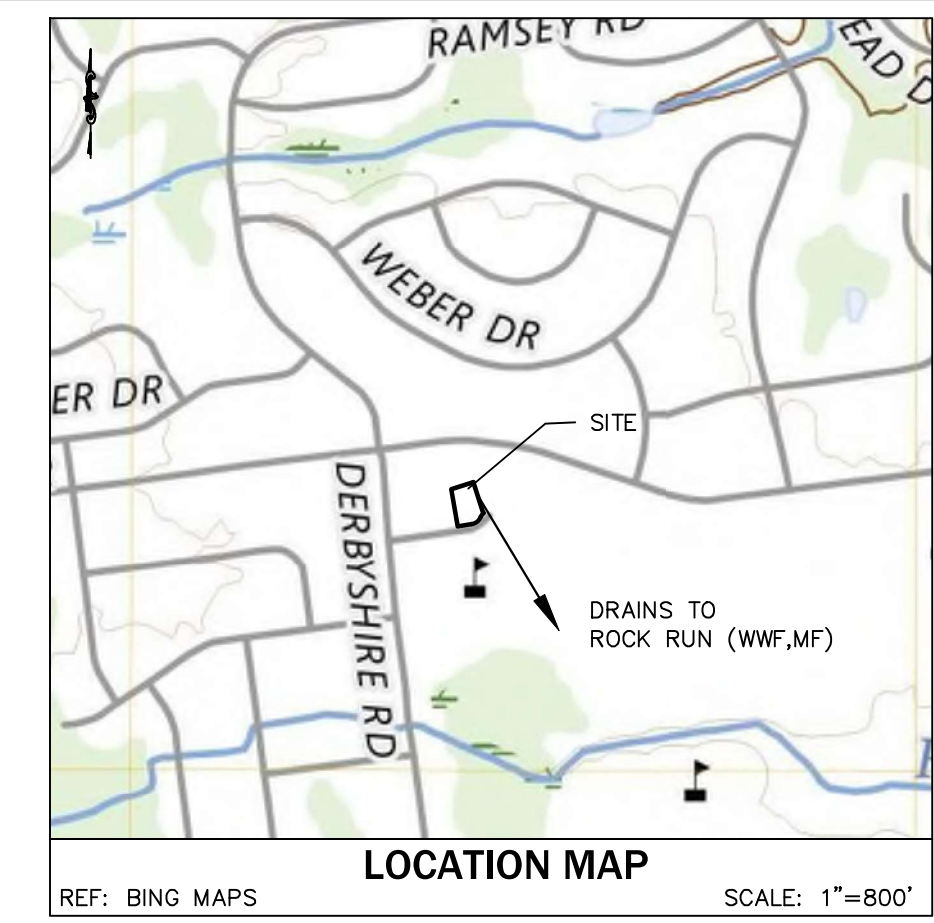 RAMSEY RD
EAD D
WEBER DR
ER DR
SITE
DERBYSHIRE RD
DRAINS TO
ROCK RUN (WWF,MF)
LOCATION MAP
REF: BING MAPS
SCALE: 1"=800'